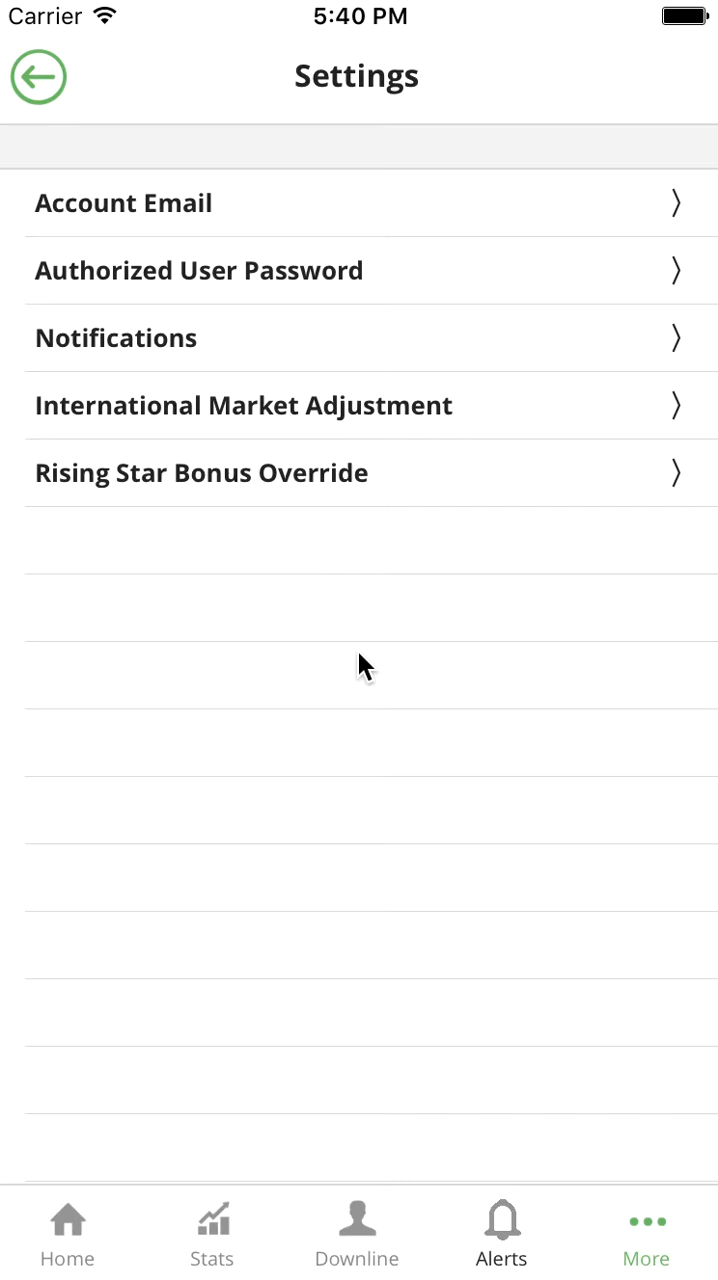 Carrier 5:40 PM
Settings
Account Email
Authorized User Password
Notifications
International Market Adjustment
Rising Star Bonus Override
Home Stats Downline Alerts More